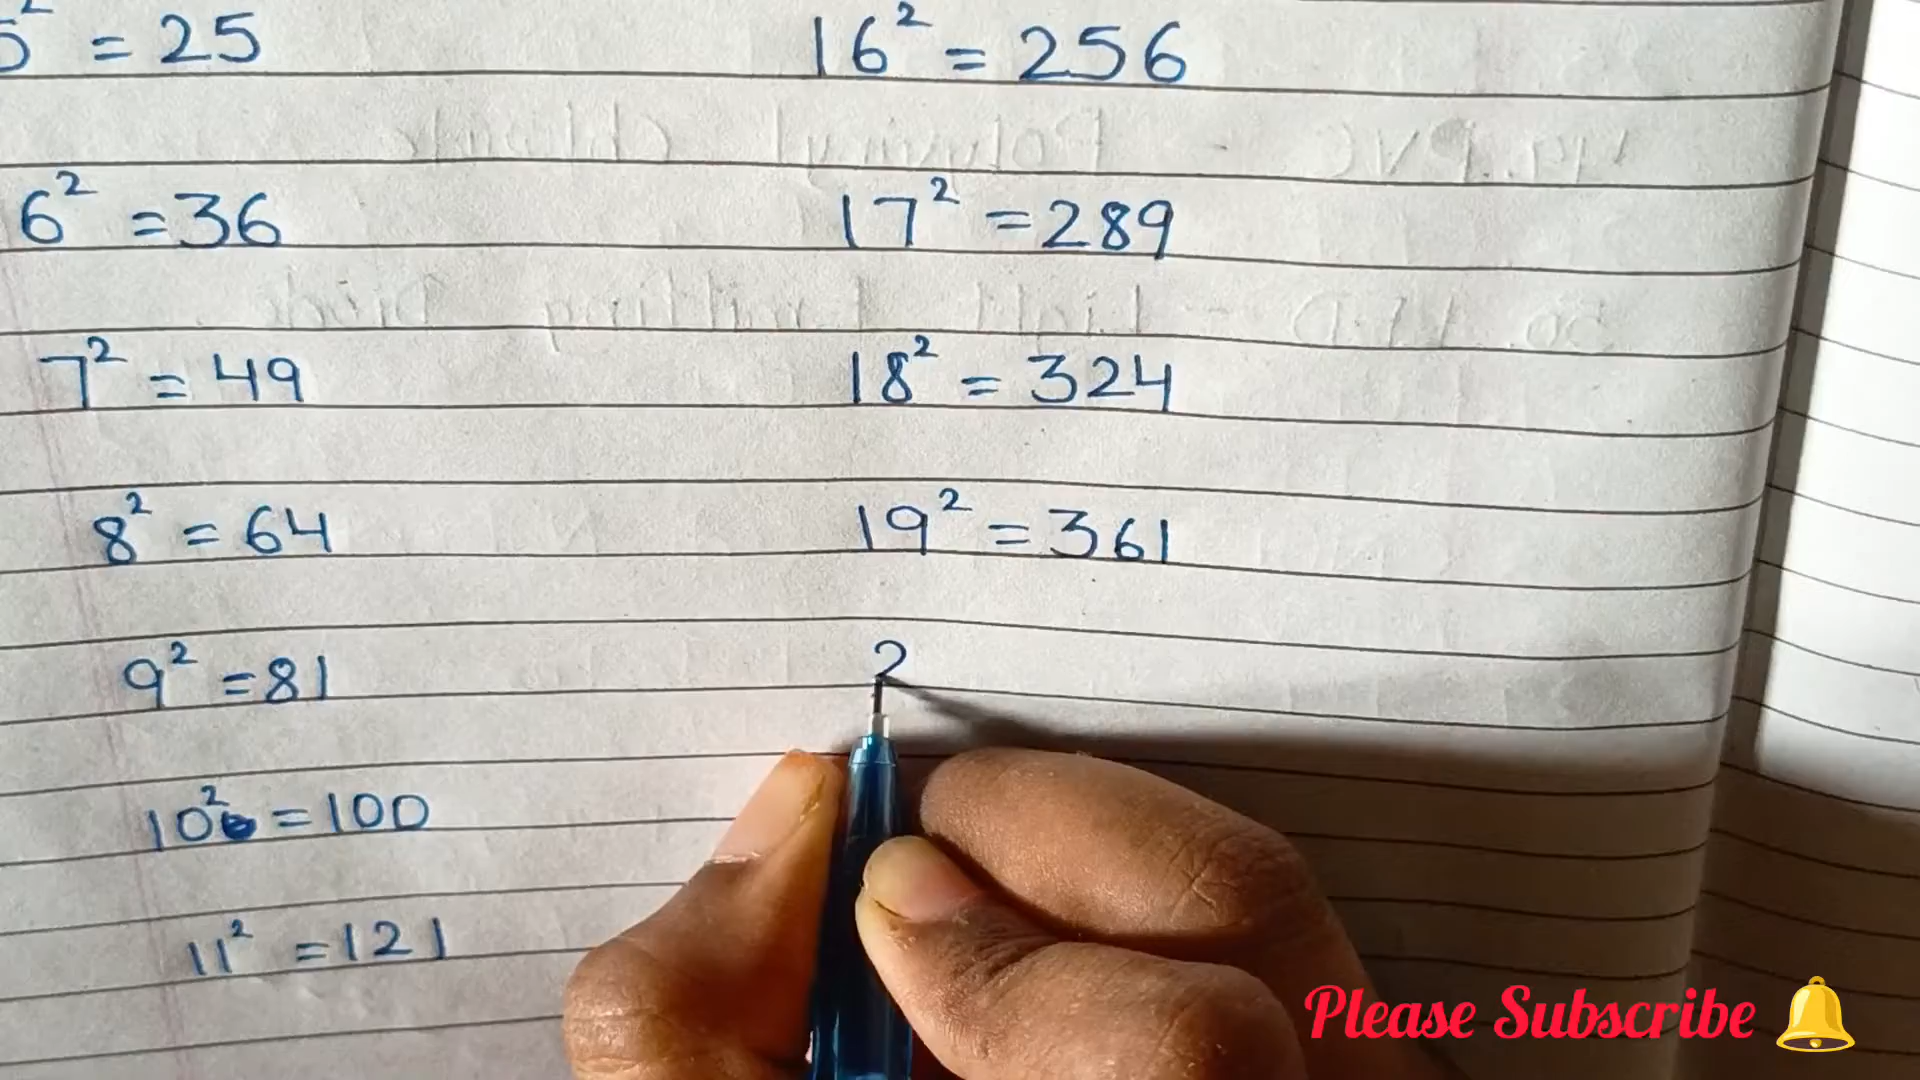 5² = 25
6² = 36
7² = 49
8² = 64
9² = 81
10² = 100
11² = 121
16² = 256
17² = 289
18² = 324
19² = 361
2
Please Subscribe